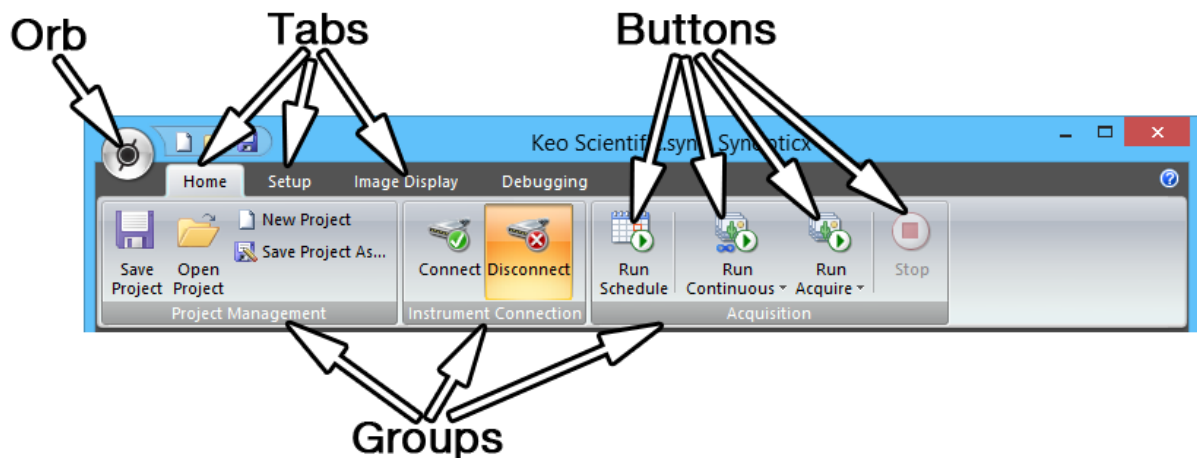 Orb
Tabs
Buttons
Keo Scientific.syn - Synopticx
Home Setup Image Display Debugging
New Project
Save Project As...
Save Project
Open Project
Connect Disconnect
Run Schedule
Run Continuous
Run Acquire
Stop
Project Management Instrument Connection Acquisition
Groups